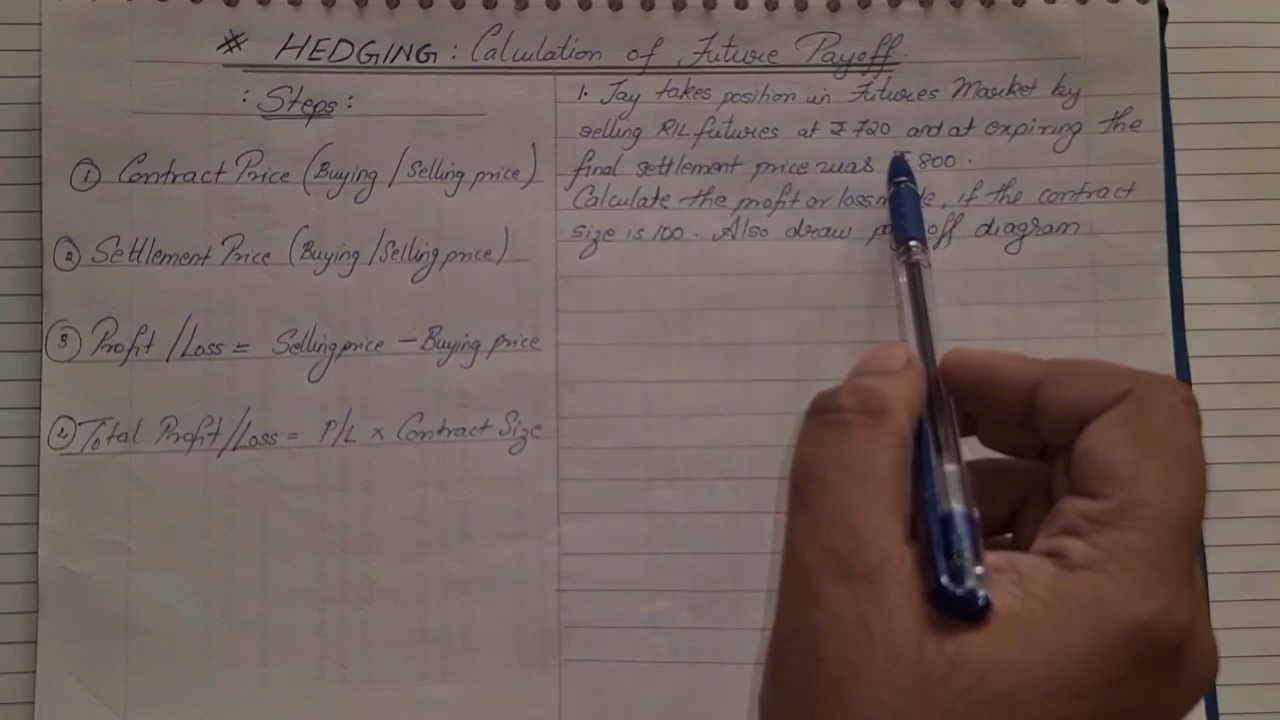 * HEDGING: Calculation of Future Payoff.
: Steps :
① Contract Price (Buying / Selling price)
② Settlement Price (Buying / Selling price)
③ Profit / Loss = Selling price - Buying price
④ Total Profit/Loss = P/L x Contract Size
1. Jay takes position in Futures Market by
selling RIL futures at ₹ 720 and at expiring the
final settlement price was ₹ 800.
Calculate the profit or loss, if the contract
size is 100. Also draw diagram